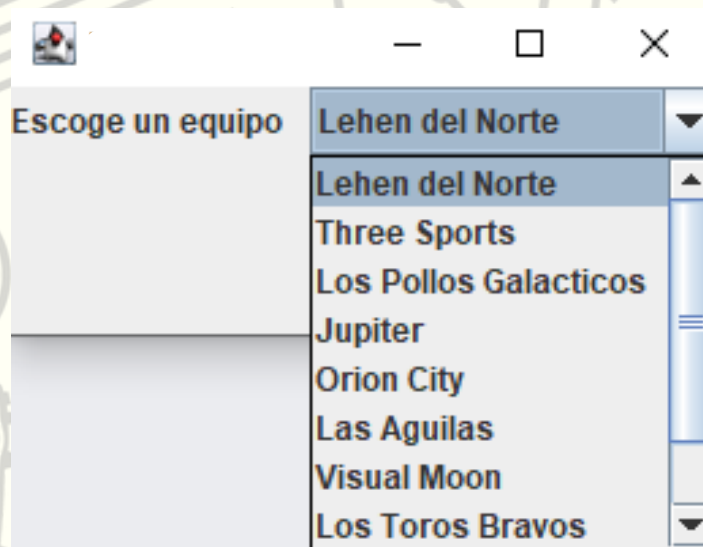 Escoge un equipo Lehen del Norte
Lehen del Norte
Three Sports
Los Pollos Galacticos
Jupiter
Orion City
Las Aguilas
Visual Moon
Los Toros Bravos